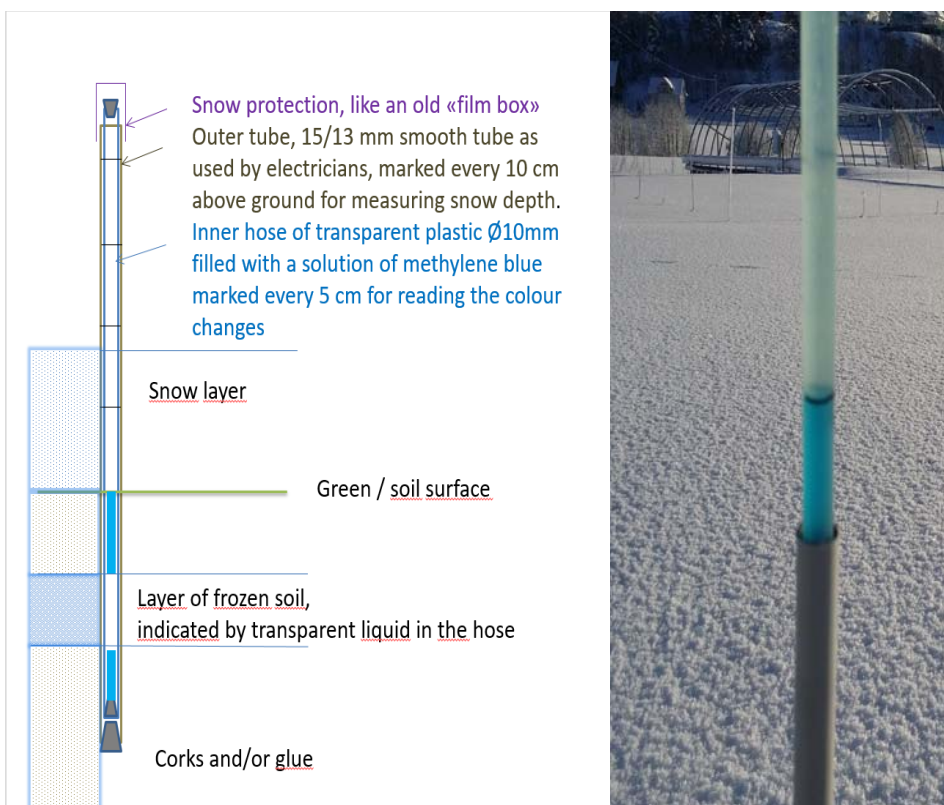 Snow protection, like an old «film box»
Outer tube, 15/13 mm smooth tube as
used by electricians, marked every 10 cm
above ground for measuring snow depth.
Inner hose of transparent plastic Ø10mm
filled with a solution of methylene blue
marked every 5 cm for reading the colour
changes
Snow layer
Green / soil surface
Layer of frozen soil,
indicated by transparent liquid in the hose
Corks and/or glue